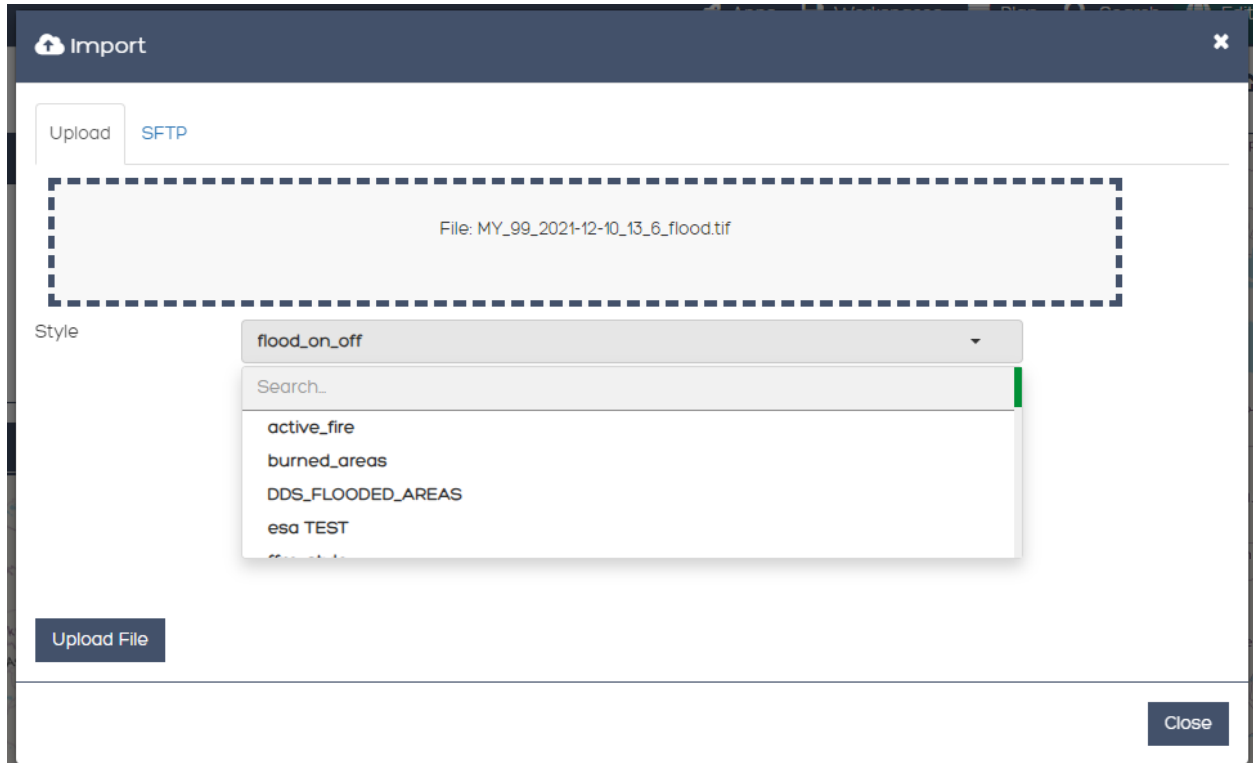 Import
Upload SFTP
File: MY_99_2021-12-10_13_6_flood.tif
Style
flood_on_off
Search...
active_fire
burned_areas
DDS_FLOODED_AREAS
esa TEST
Upload File
Close